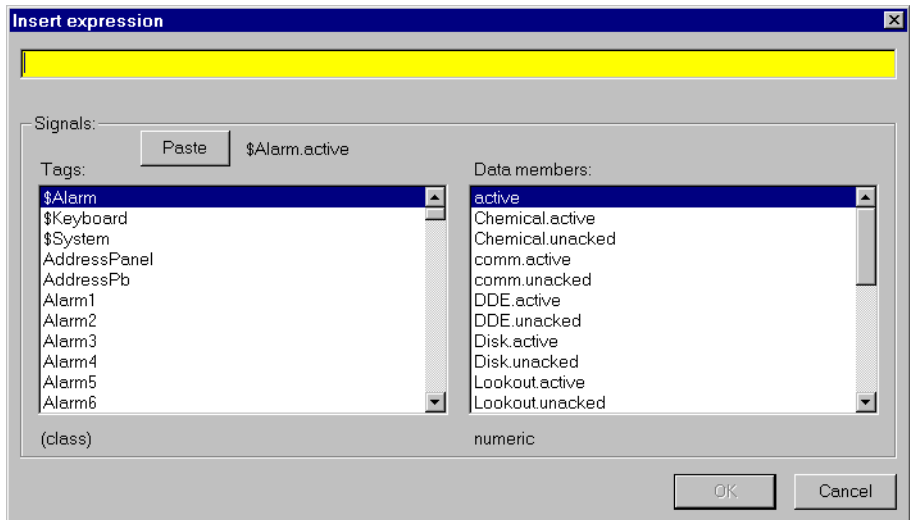 Insert expression
Signals:
Paste $Alarm.active
Tags:
$Alarm
$Keyboard
$System
AddressPanel
AddressPb
Alarm1
Alarm2
Alarm3
Alarm4
Alarm5
Alarm6
(class)
Data members:
active
Chemical.active
Chemical.unacked
comm.active
comm.unacked
DDE.active
DDE.unacked
Disk.active
Disk.unacked
Lookout.active
Lookout.unacked
numeric
OK Cancel